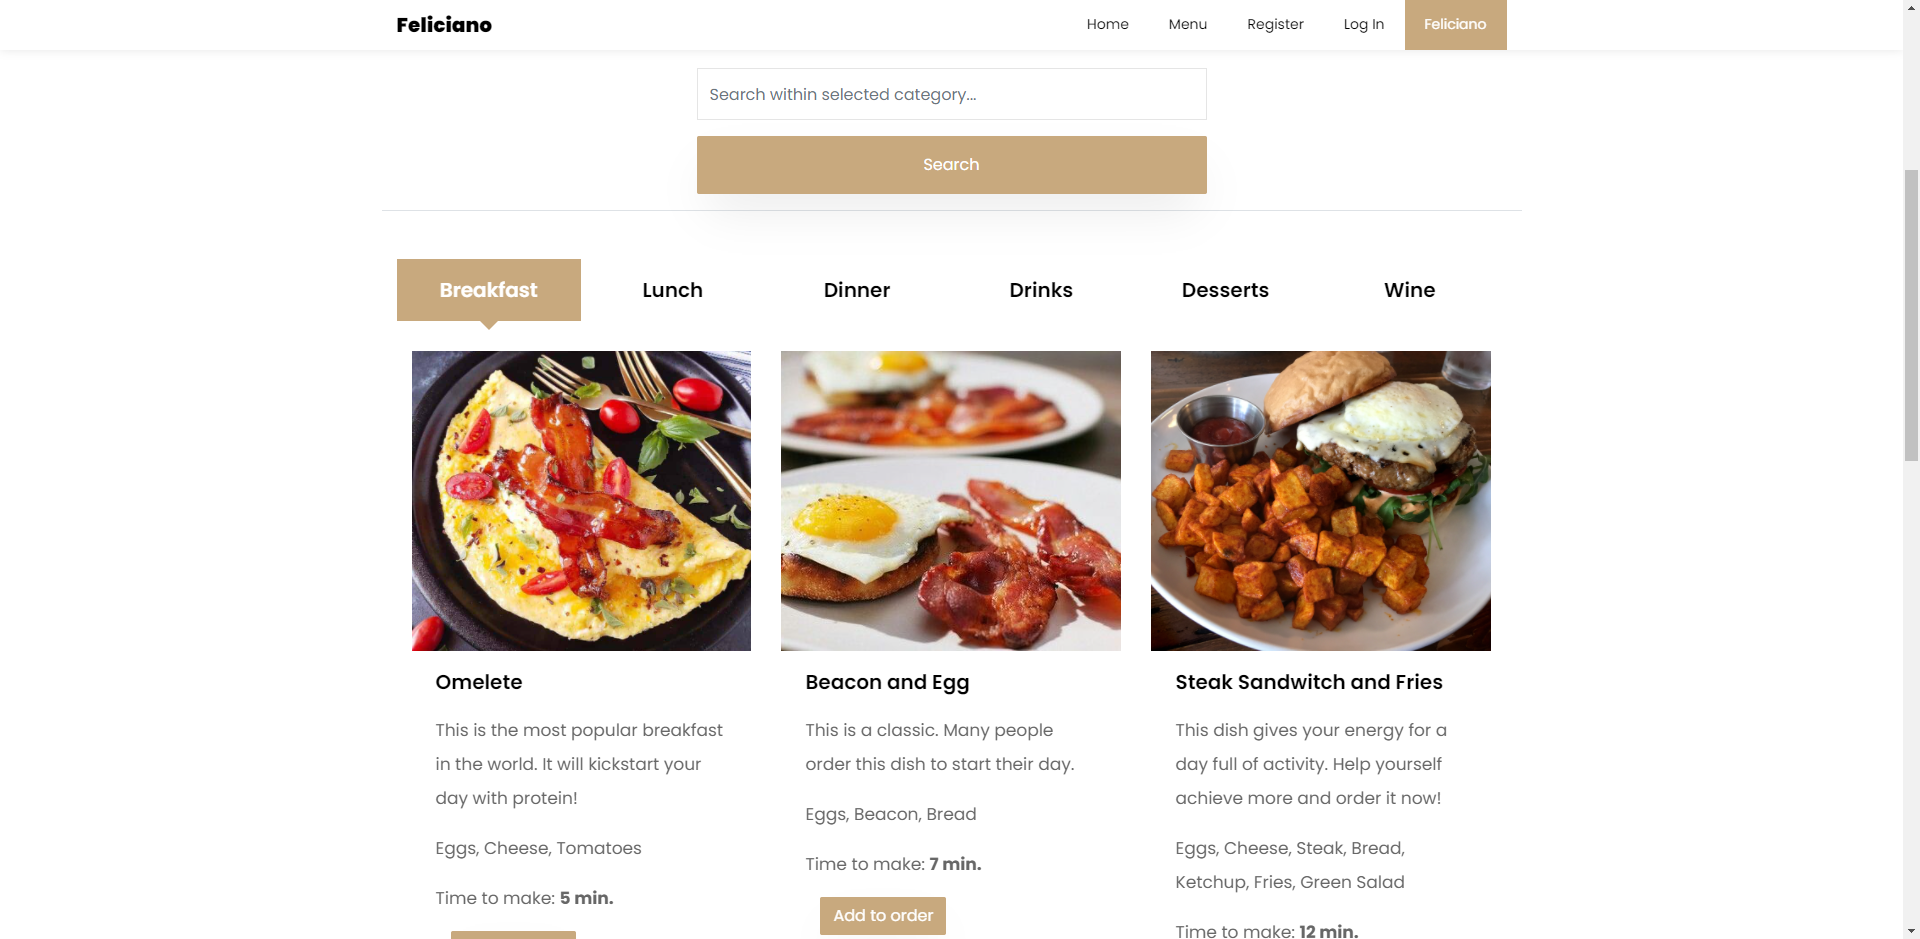 Feliciano
Home
Menu
Register
Log In
Feliciano
Search within selected category...
Search
Breakfast
Lunch
Dinner
Drinks
Desserts
Wine
Omelete
This is the most popular breakfast
in the world. It will kickstart your
day with protein!
Eggs, Cheese, Tomatoes
Time to make: 5 min.
Beacon and Egg
This is a classic. Many people
order this dish to start their day.
Eggs, Beacon, Bread
Time to make: 7 min.
Add to order
Steak Sandwitch and Fries
This dish gives your energy for a
day full of activity. Help yourself
achieve more and order it now!
Eggs, Cheese, Steak, Bread,
Ketchup, Fries, Green Salad
Time to make: 12 min.